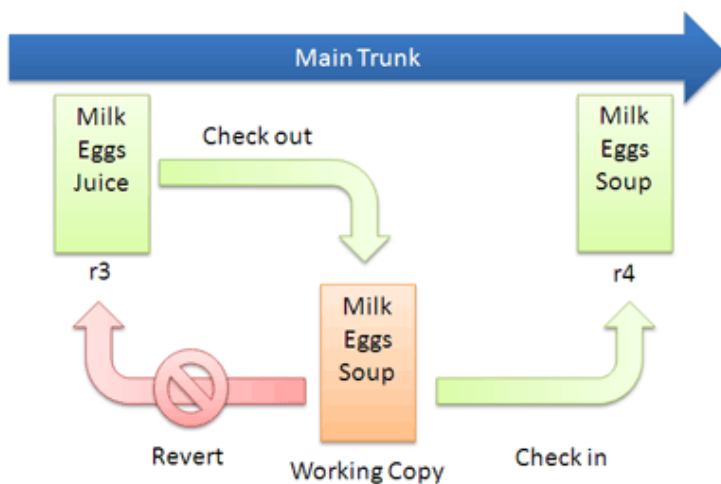 Main Trunk
Milk
Eggs
Juice
r3
Check out
Milk
Eggs
Soup
r4
Milk
Eggs
Soup
Working Copy
Revert
Check in